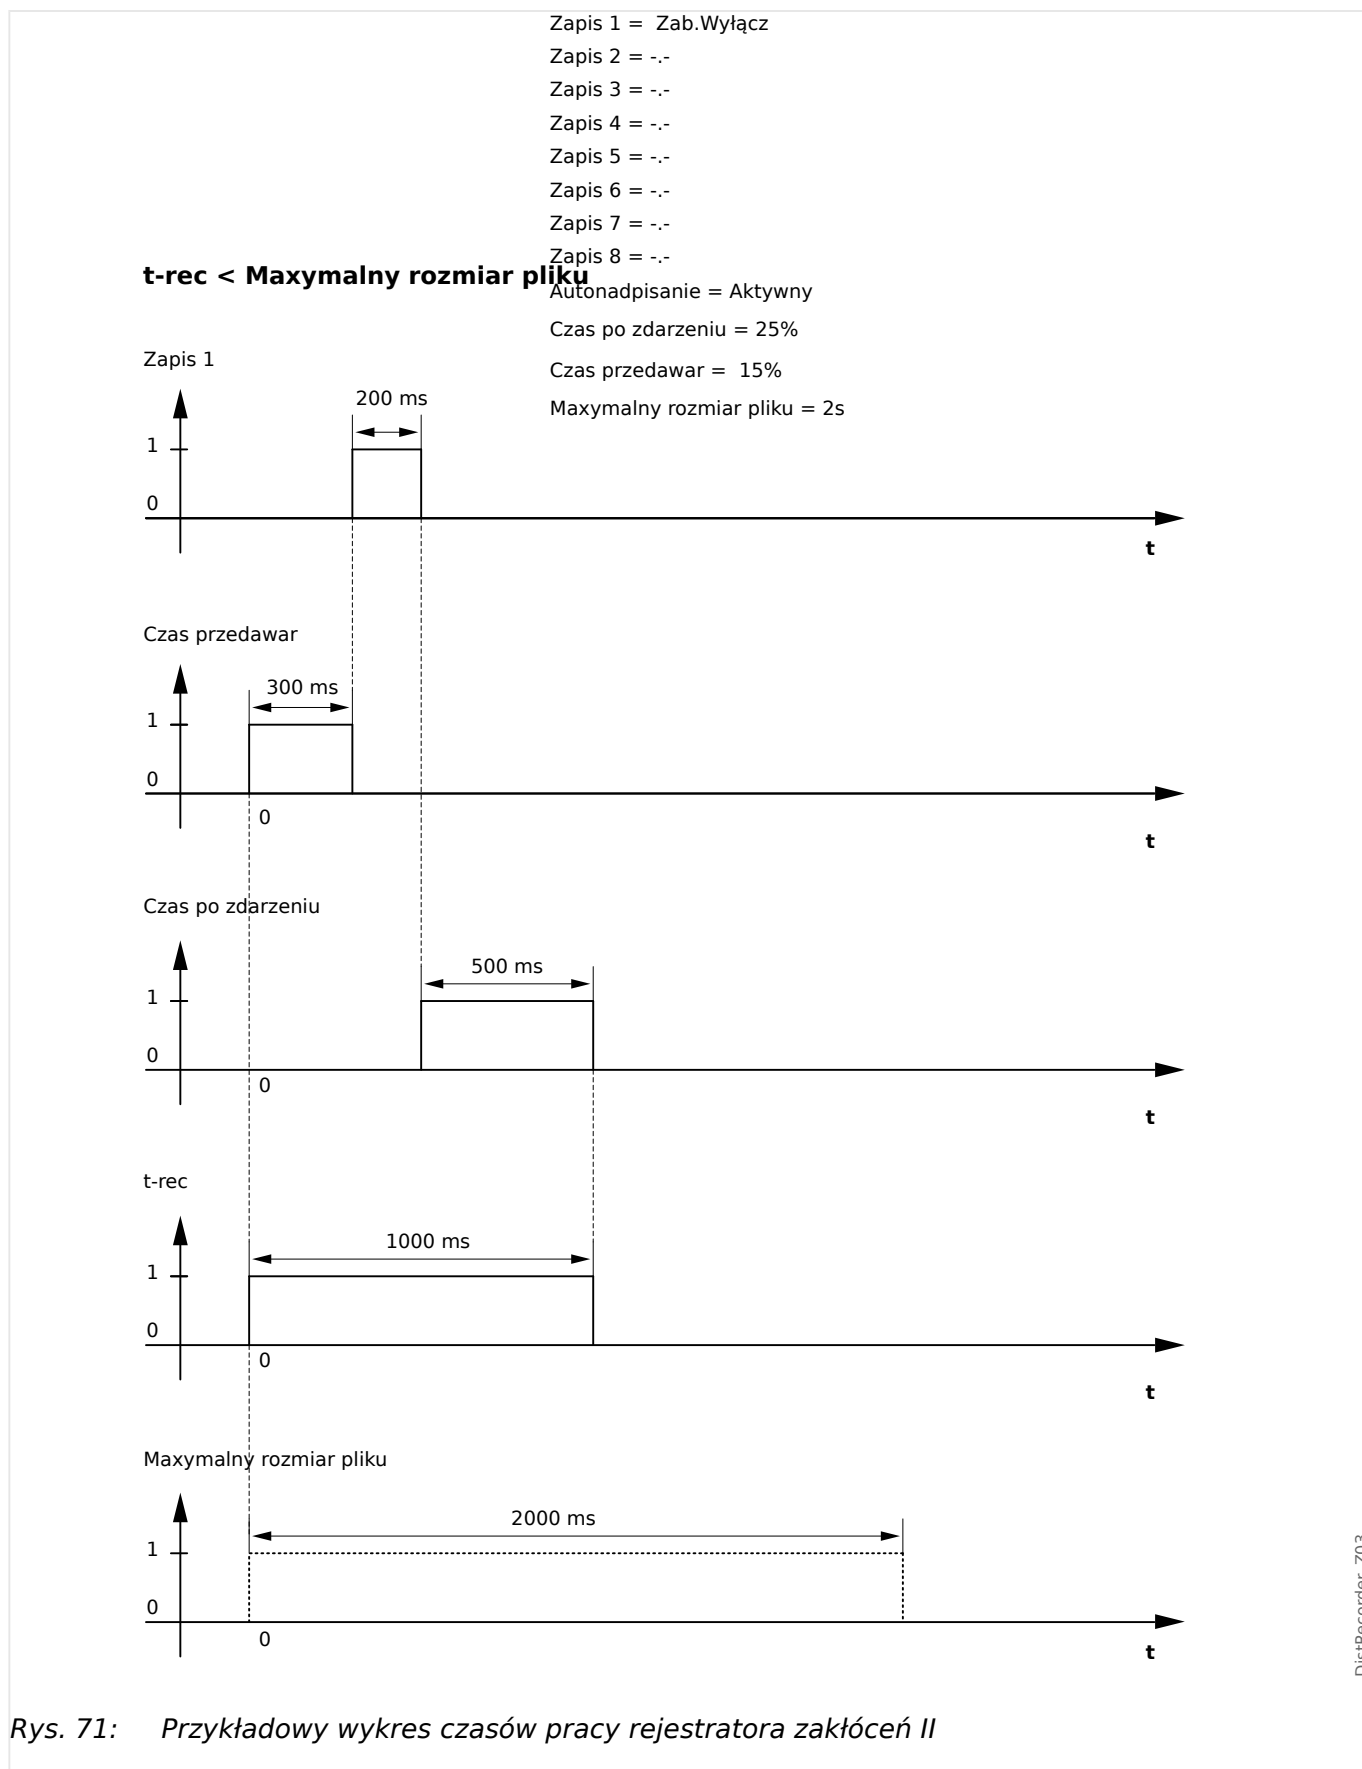 Zapis 1 =  Zab.Wyłącz
Zapis 2 = -.-
Zapis 3 = -.-
Zapis 4 = -.-
Zapis 5 = -.-
Zapis 6 = -.-
Zapis 7 = -.-
Zapis 8 = -.-
t-rec < Maxymalny rozmiar pliku
Autonadpisanie = Aktywny
Czas po zdarzeniu = 25%
Czas przedawar =  15%
Maxymalny rozmiar pliku = 2s
Zapis 1
200 ms
1
0
t
Czas przedawar
300 ms
1
0
0
t
Czas po zdarzeniu
500 ms
1
0
0
t
t-rec
1000 ms
1
0
0
t
Maxymalny rozmiar pliku
2000 ms
1
0
0
t
DistRecorder_Z03
Rys. 71: Przykładowy wykres czasów pracy rejestratora zakłóceń II